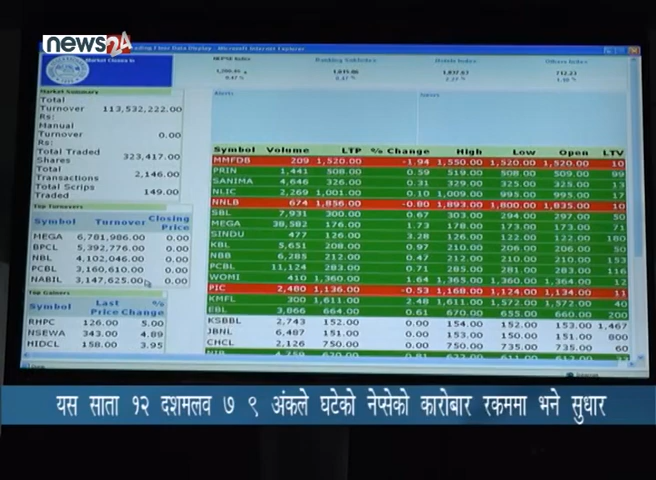 news24
ading Floor Data Display - Microsoft Internet Explorer
Market Summary
Total Turnover Rs: 113,532,222.00
Manual Turnover Rs: 0.00
Total Traded Shares 323,417.00
Total Transactions 2,146.00
Total Scrips Traded 149.00
Top Turnovers
Symbol Turnover Closing Price
MEGA 6,781,986.00 0.00
BPCL 5,392,776.00 0.00
NBL 4,102,046.00 0.00
PCBL 3,160,610.00 0.00
NABIL 3,147,625.00 0.00
Top Gainers
Symbol Last Price % Change
RHPC 126.00 5.00
NSEWA 343.00 4.89
HIDCL 158.00 3.95
NEPSE Index Banking SubIndex Hotels Index Others Index
Alerts News
Symbol Volume LTP % Change High Low Open LTV
MMFDB 209 1,520.00 -1.94 1,550.00 1,520.00 1,520.00 10
PRIN 1,441 508.00 0.59 519.00 508.00 509.00 99
SANIMA 4,646 326.00 0.31 329.00 325.00 325.00 13
NLIC 2,269 1,001.00 0.10 1,009.00 995.00 995.00 17
NNLB 674 1,856.00 -0.80 1,893.00 1,800.00 1,835.00 10
SBL 7,931 300.00 0.67 303.00 294.00 297.00 50
MEGA 38,582 176.00 1.73 178.00 173.00 173.00 71
SINDU 477 126.00 3.28 126.00 122.00 122.00 180
KBL 5,651 208.00 0.97 210.00 206.00 206.00 50
NBB 6,285 212.00 0.47 212.00 210.00 210.00 153
PCBL 11,124 283.00 0.71 285.00 281.00 283.00 116
WOMI 410 1,360.00 1.64 1,365.00 1,360.00 1,364.00 12
PIC 2,480 1,136.00 -0.53 1,168.00 1,124.00 1,134.00 11
KMFL 300 1,611.00 2.48 1,611.00 1,572.00 1,572.00 40
EBL 3,866 664.00 0.61 670.00 655.00 660.00 200
KSBBL 2,743 152.00 0.00 154.00 152.00 153.00 1,467
JBNL 6,487 151.00 0.00 153.00 150.00 151.00 800
CHCL 2,126 750.00 0.00 750.00 735.00 735.00 60
यस साता १२ दशमलव ७ ९ अंकले घटेको नेप्सेको कारोबार रकममा भने सुधार